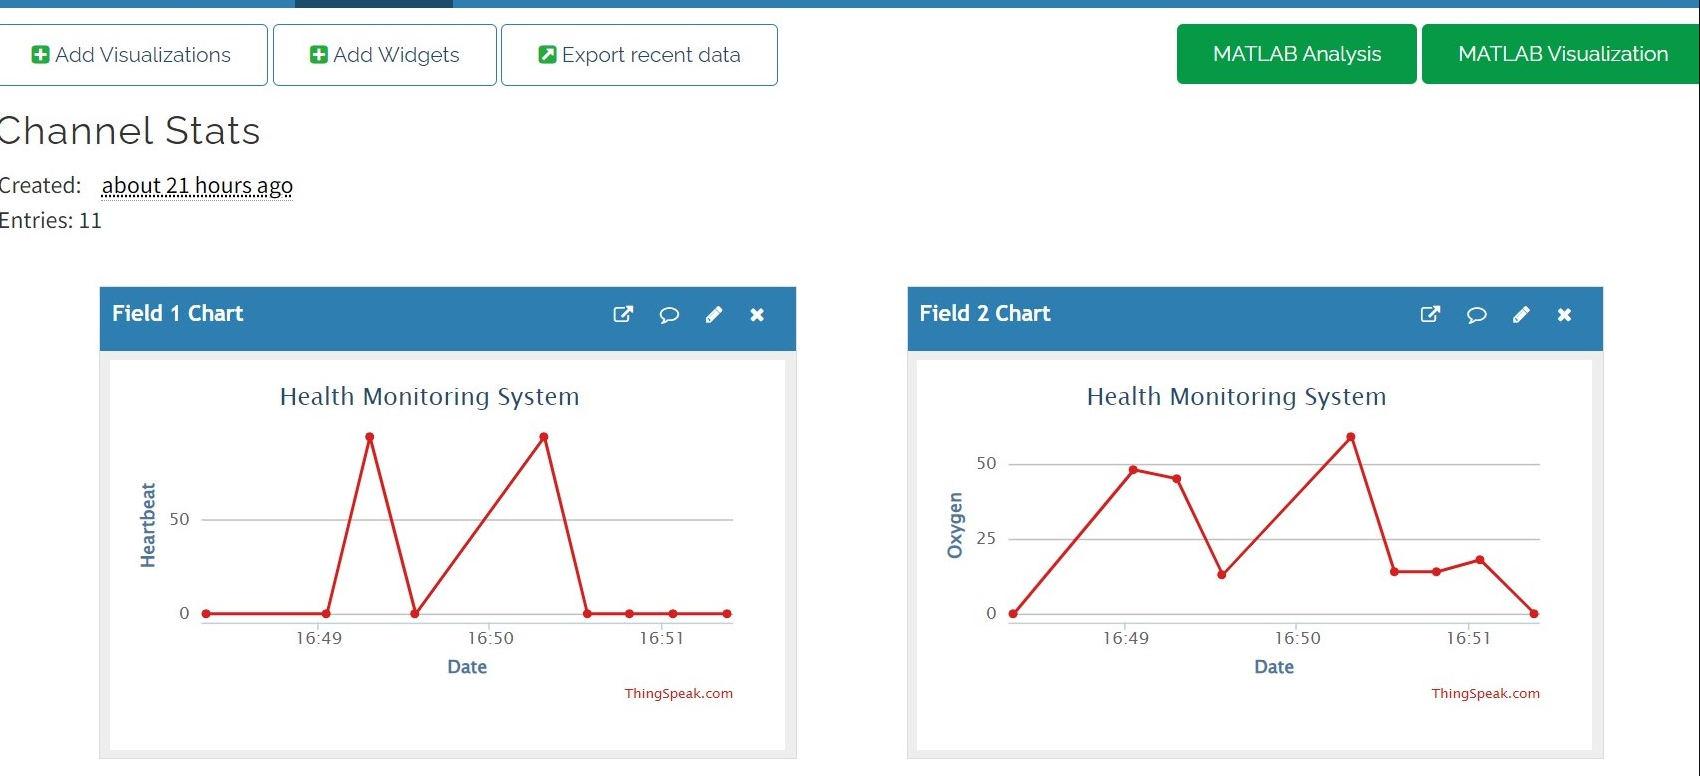 Add Visualizations
Add Widgets
Export recent data
MATLAB Analysis
MATLAB Visualization
Channel Stats
Created: about 21 hours ago
Entries: 11
Field 1 Chart
Health Monitoring System
Heartbeat
50
0
16:49
16:50
16:51
Date
ThingSpeak.com
Field 2 Chart
Health Monitoring System
Oxygen
50
25
0
16:49
16:50
16:51
Date
ThingSpeak.com